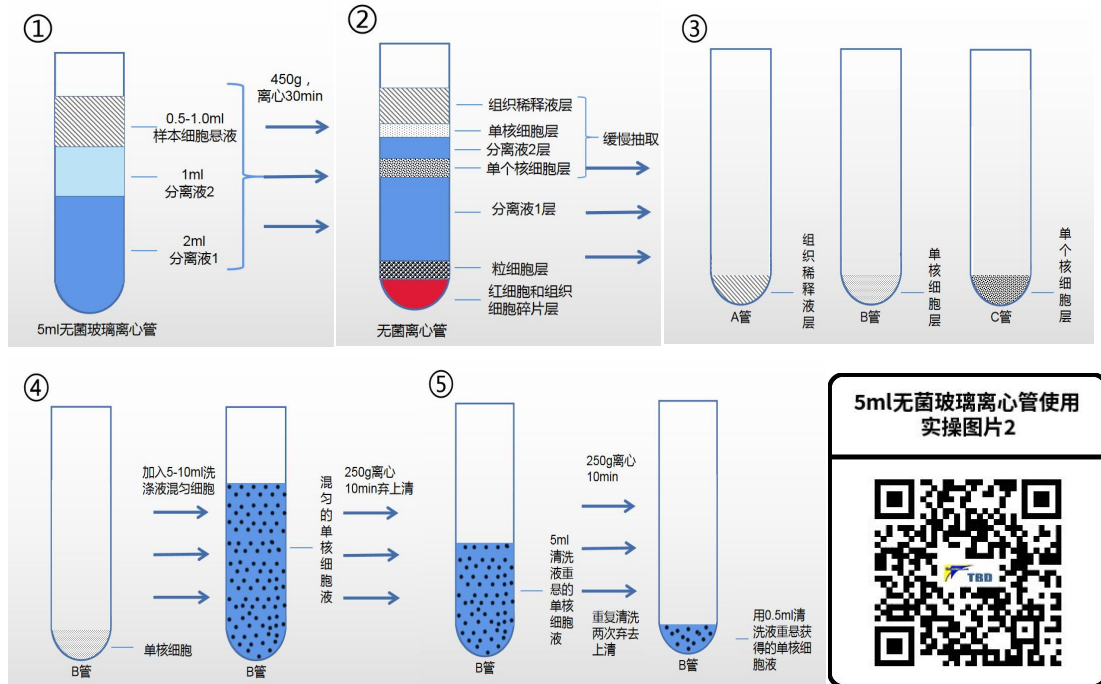 ①
0.5-1.0ml
样本细胞悬液
1ml
分离液2
2ml
分离液1
450g，
离心30min
5ml无菌玻璃离心管
②
组织稀释液层
单核细胞层
分离液2层
单个核细胞层
缓慢抽取
分离液1层
粒细胞层
红细胞和组织
细胞碎片层
无菌离心管
③
组织稀释液层
A管
单核细胞层
B管
单个核细胞层
C管
④
加入5-10ml洗
涤液混匀细胞
单核细胞
B管
混匀的单核细胞液
B管
250g离心
10min弃上清
⑤
5ml
清洗
液重
悬的
单核
细胞
液
B管
250g离心
10min
重复清洗
两次弃去
上清
用0.5ml清
洗液重悬获
得的单核细
胞液
B管
5ml无菌玻璃离心管使用
实操图片2
TBD